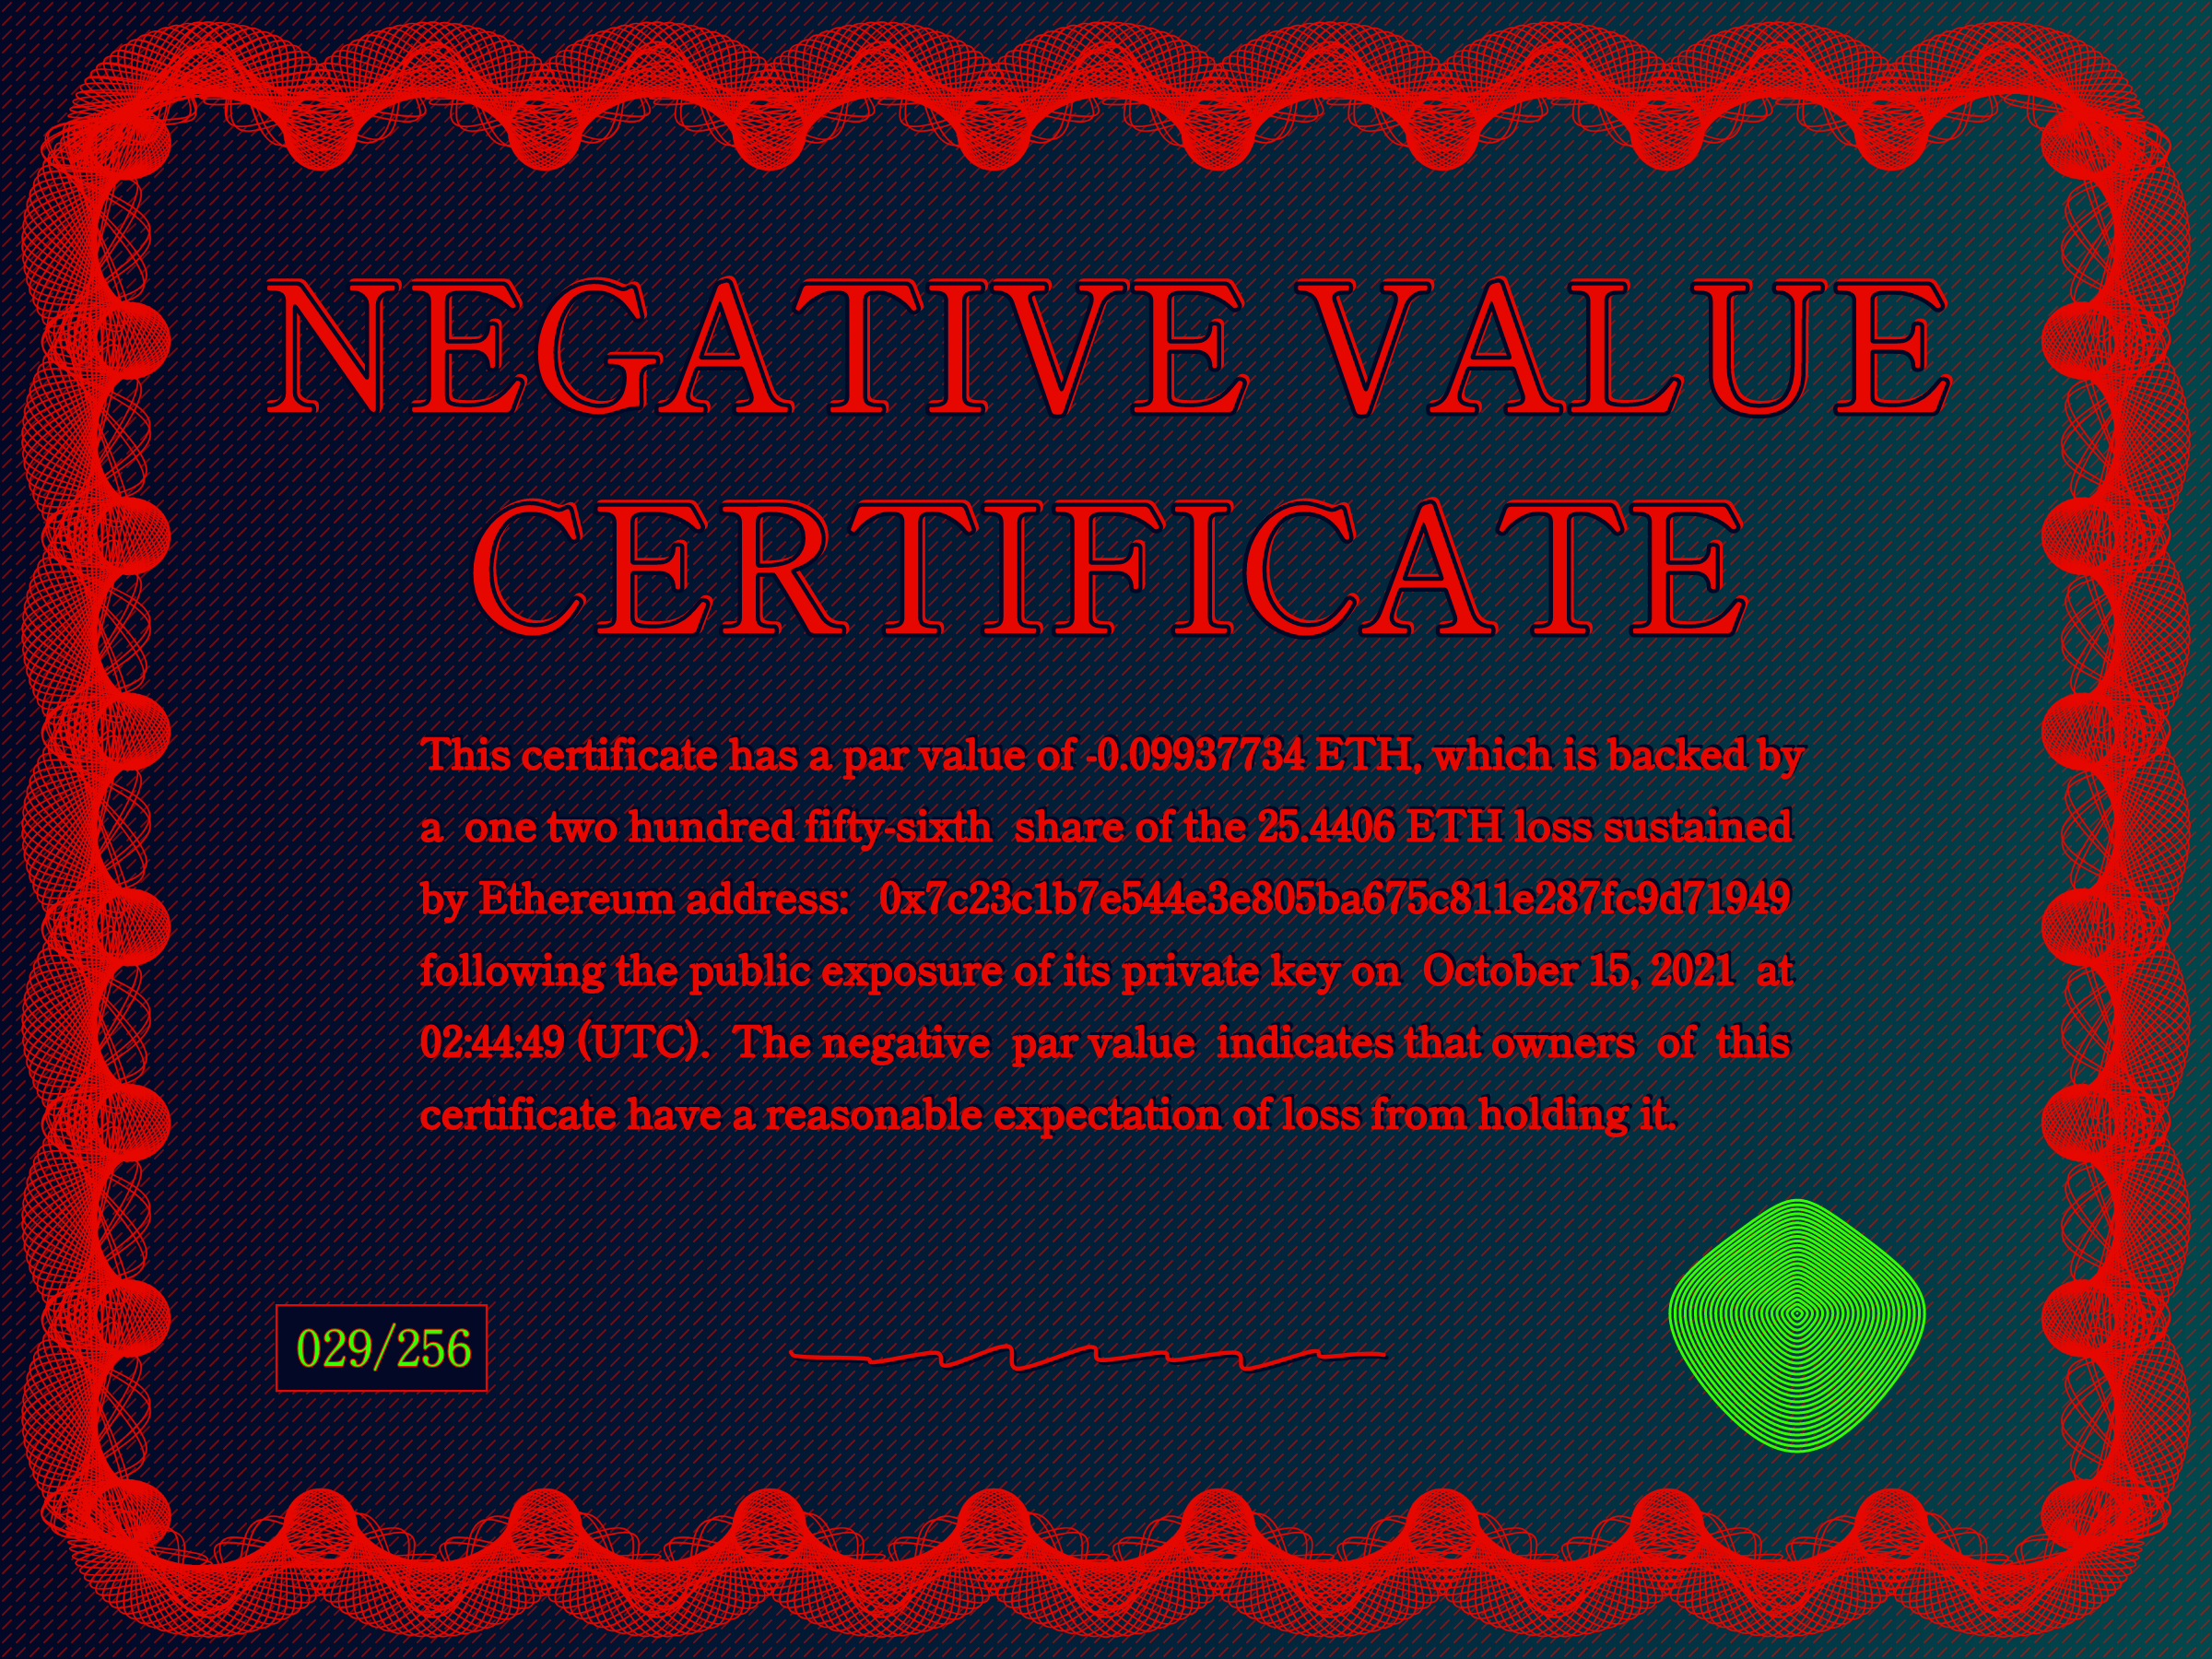 NEGATIVE VALUE
CERTIFICATE
This certificate has a par value of -0.09937734 ETH, which is backed by
a one two hundred fifty-sixth share of the 25.4406 ETH loss sustained
by Ethereum address: 0x7c23c1b7e544e3e805ba675c811e287fc9d71949
following the public exposure of its private key on October 15, 2021 at
02:44:49 (UTC). The negative par value indicates that owners of this
certificate have a reasonable expectation of loss from holding it.
029/256